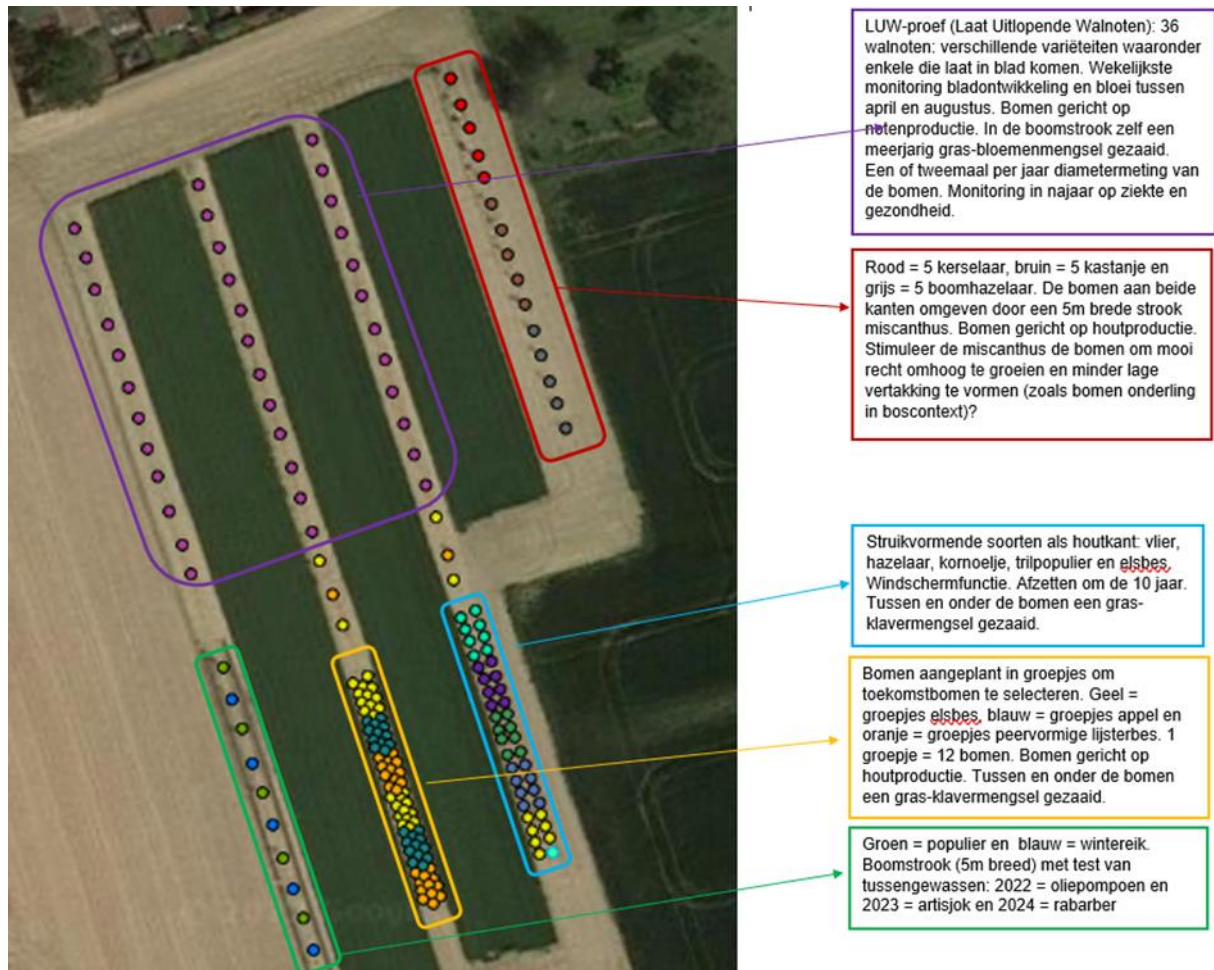 LUW-proef (Laat Uitlopende Walnoten): 36
walnoten: verschillende variëteiten waaronder
enkele die laat in blad komen. Wekelijkste
monitoring bladontwikkeling en bloei tussen
april en augustus. Bomen gericht op
notenproductie. In de boomstrook zelf een
meerjarig gras-bloemenmengsel gezaaid.
Een of tweemaal per jaar diametermeting van
de bomen. Monitoring in najaar op ziekte en
gezondheid.
Rood = 5 kerselaar, bruin = 5 kastanje en
grijs = 5 boomhazelaar. De bomen aan beide
kanten omgeven door een 5m brede strook
miscanthus. Bomen gericht op houtproductie.
Stimuleer de miscanthus de bomen om mooi
recht omhoog te groeien en minder lage
vertakking te vormen (zoals bomen onderling
in boscontext)?
Struikvormende soorten als houtkant: vlier,
hazelaar, kornoelje, trilpopulier en elsbes.
Windschermfunctie. Afzetten om de 10 jaar.
Tussen en onder de bomen een gras-
klavermengsel gezaaid.
Bomen aangeplant in groepjes om
toekomstbomen te selecteren. Geel =
groepjes elsbes, blauw = groepjes appel en
oranje = groepjes peervormige lijsterbes. 1
groepje = 12 bomen. Bomen gericht op
houtproductie. Tussen en onder de bomen
een gras-klavermengsel gezaaid.
Groen = populier en blauw = wintereik.
Boomstrook (5m breed) met test van
tussengewassen: 2022 = oliepompoen en
2023 = artisjok en 2024 = rabarber